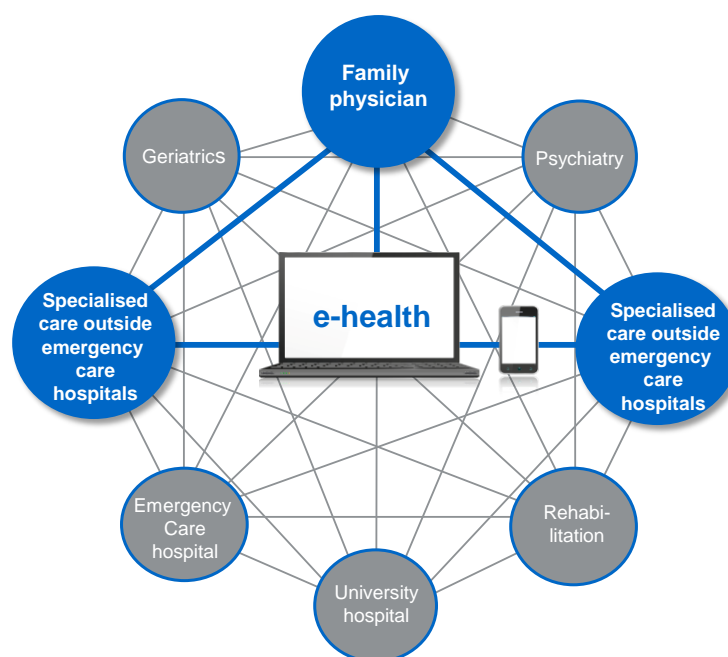 Family
physician
Geriatrics
Psychiatry
e-health
Specialised
care outside
emergency
care
hospitals
Specialised
care outside
emergency
care
hospitals
Emergency
Care
hospital
Rehabi-
litation
University
hospital